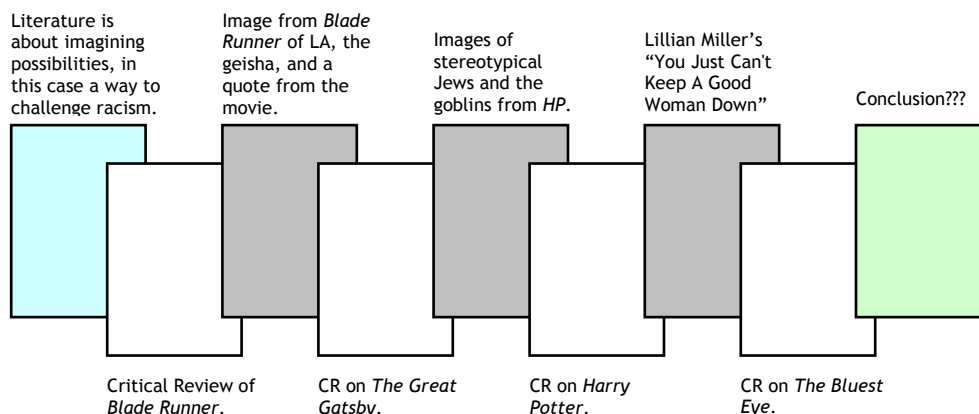 Literature is
about imagining
possibilities, in
this case a way to
challenge racism.
Image from Blade
Runner of LA, the
geisha, and a
quote from the
movie.
Images of
stereotypical
Jews and the
goblins from HP.
Lillian Miller’s
“You Just Can't
Keep A Good
Woman Down”
Conclusion???
Critical Review of
Blade Runner.
CR on The Great
Gatsby.
CR on Harry
Potter.
CR on The Bluest
Eye.